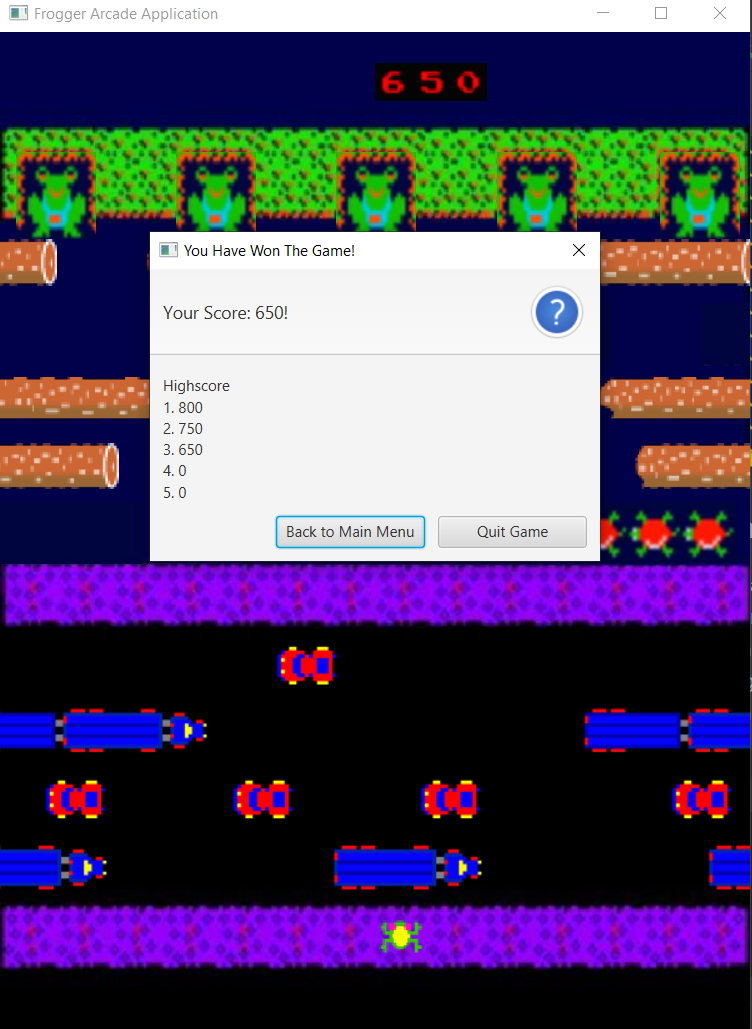 Frogger Arcade Application
650
You Have Won The Game!
Your Score: 650!
?
Highscore
1. 800
2. 750
3. 650
4. 0
5. 0
Back to Main Menu
Quit Game